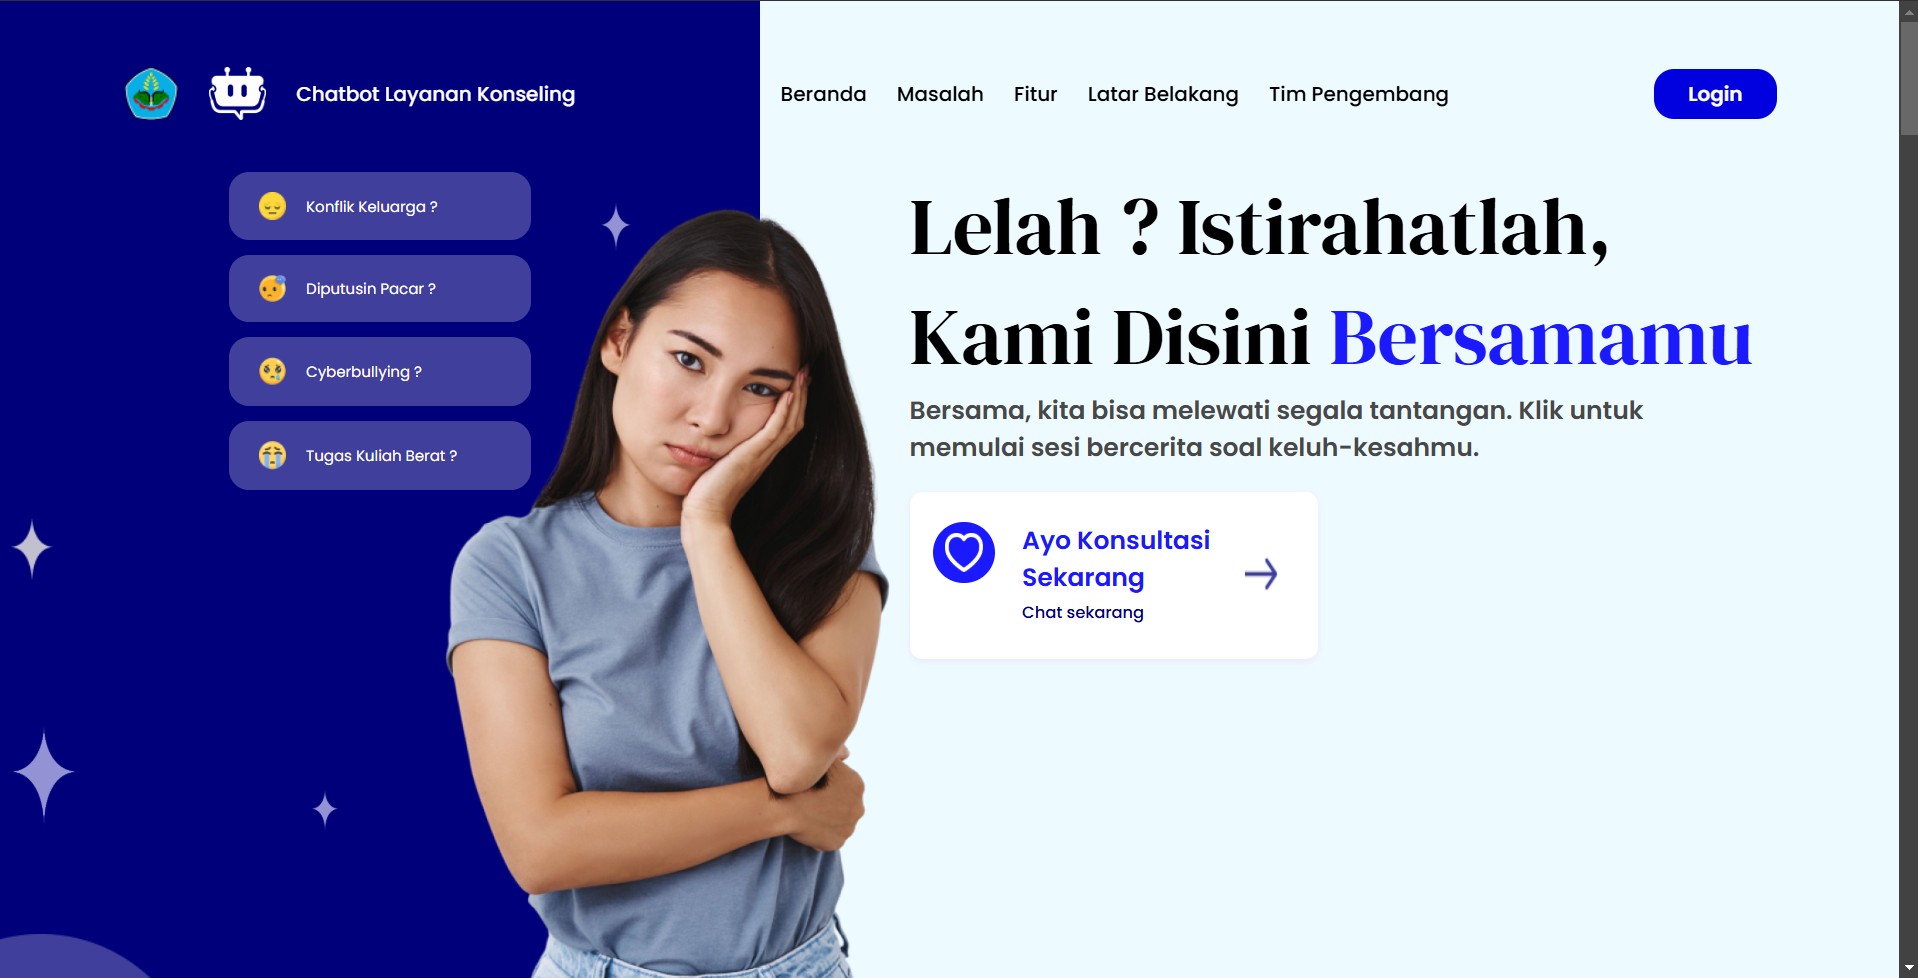 Chatbot Layanan Konseling
Beranda
Masalah
Fitur
Latar Belakang
Tim Pengembang
Login
Konflik Keluarga ?
Diputusin Pacar ?
Cyberbullying ?
Tugas Kuliah Berat ?
Lelah ? Istirahatlah,
Kami Disini Bersamamu
Bersama, kita bisa melewati segala tantangan. Klik untuk
memulai sesi bercerita soal keluh-kesahmu.
Ayo Konsultasi
Sekarang
Chat sekarang